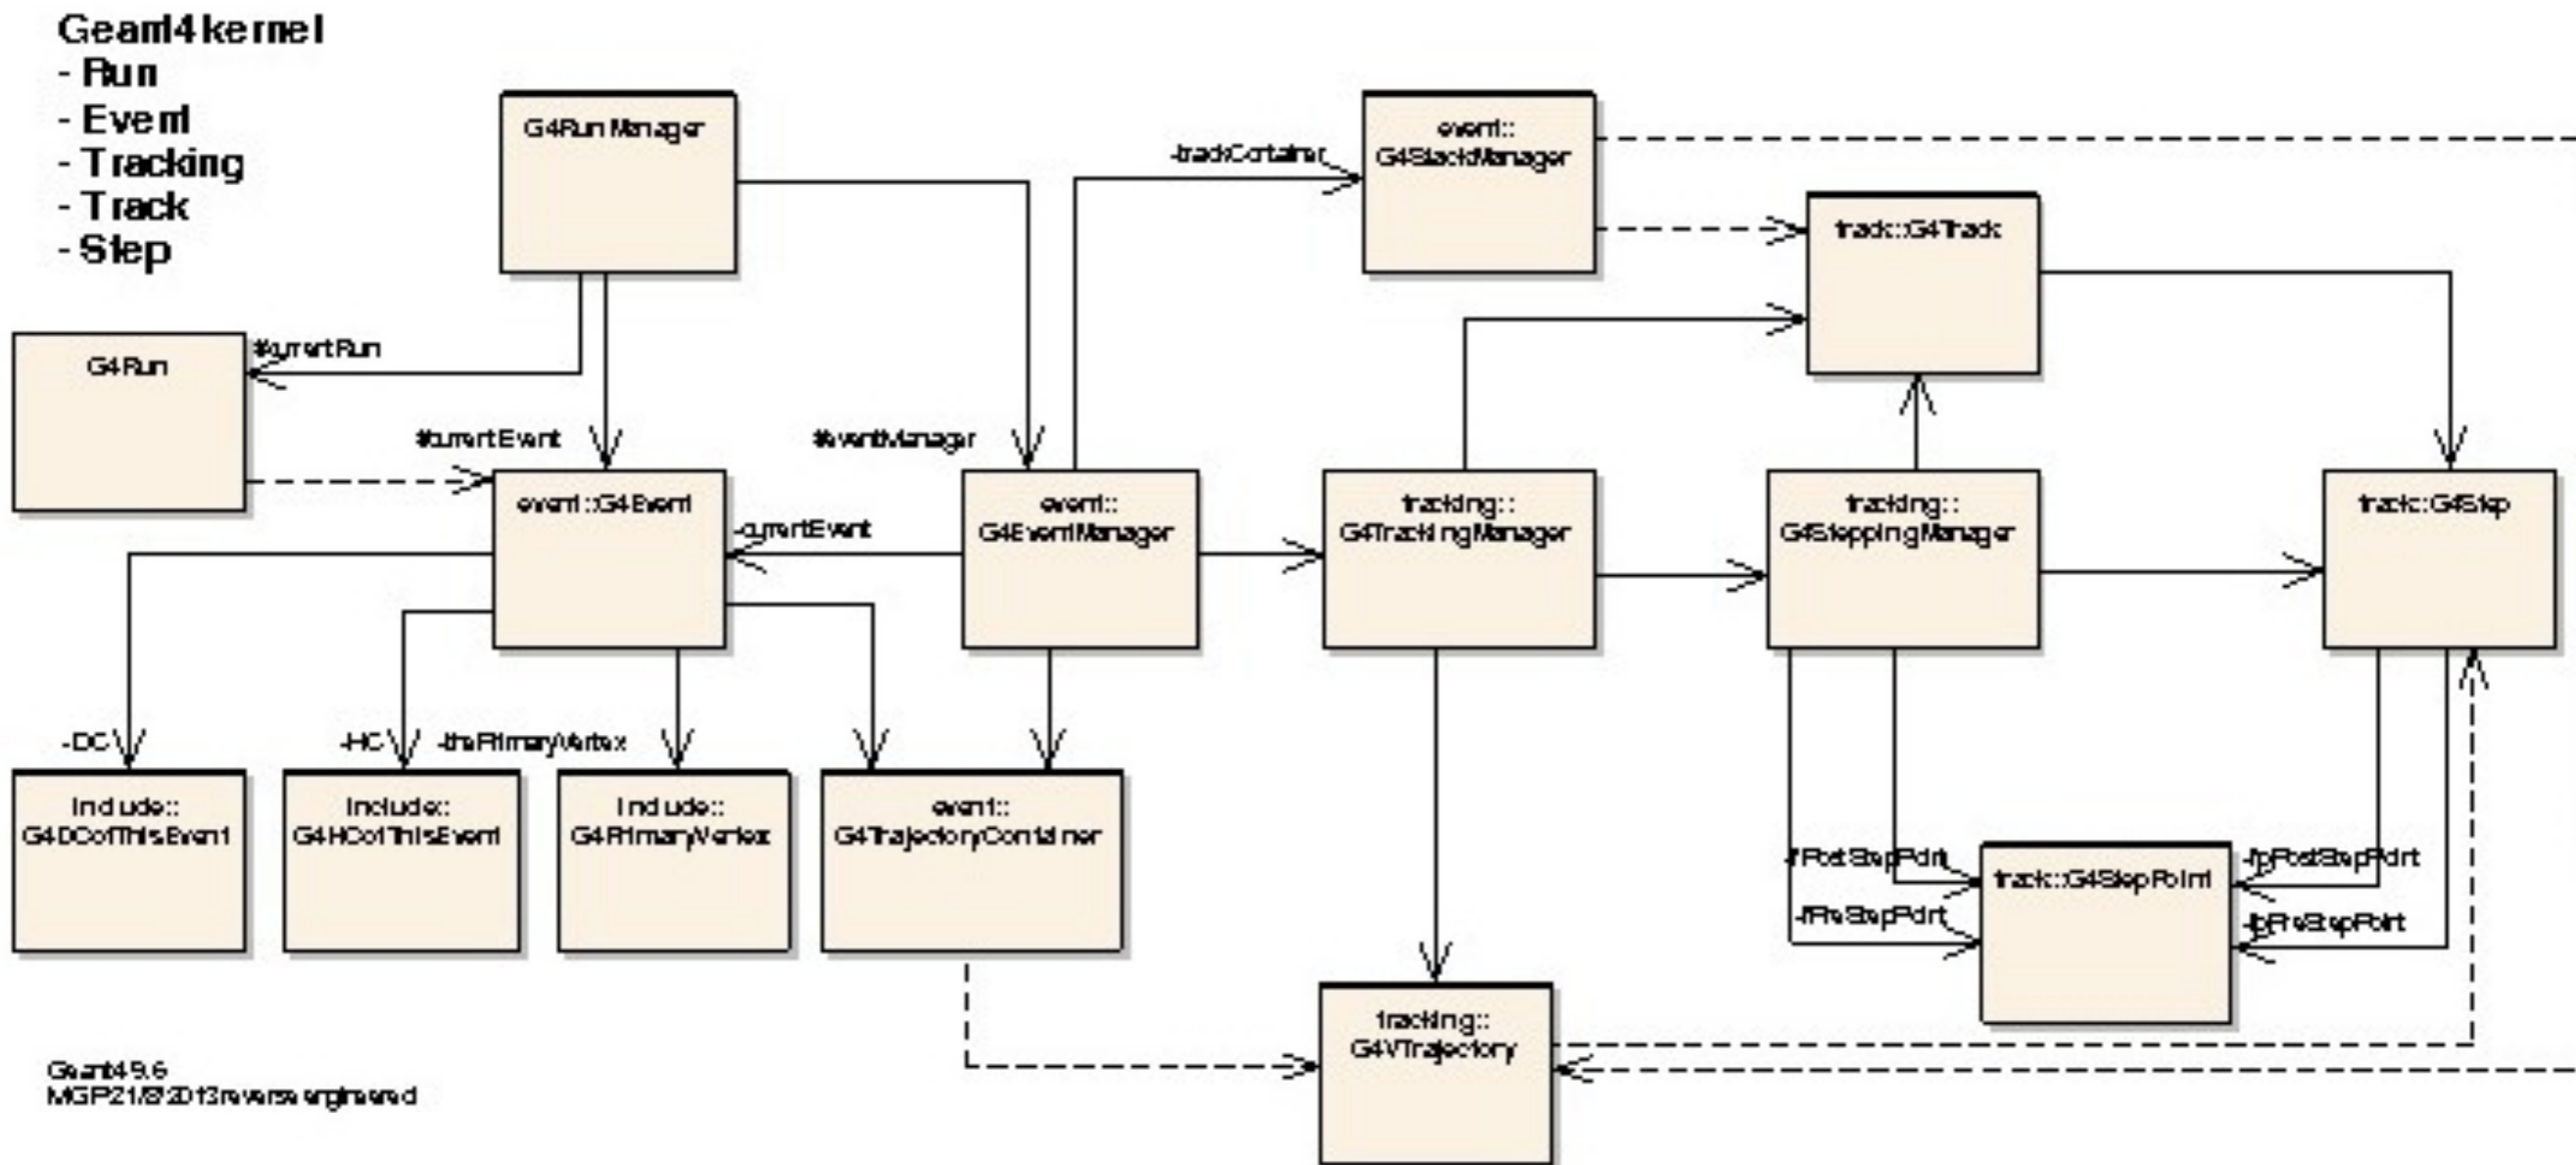 Geant4 kernel
- Run
- Event
- Tracking
- Track
- Step
G4RunManager
event::
G4StackManager
-trackContainer
track::G4Track
G4Run
#currentRun
#currentEvent
#eventManager
event::G4Event
-currentEvent
event::
G4EventManager
tracking::
G4TrackingManager
tracking::
G4SteppingManager
track::G4Step
-DC
-HC
-thePrimaryVertex
include::
G4DCofThisEvent
include::
G4HCofThisEvent
include::
G4PrimaryVertex
event::
G4TrajectoryContainer
-fPostStepPoint
-fPreStepPoint
track::G4StepPoint
-fpPostStepPoint
-fpPreStepPoint
tracking::
G4VTrajectory
Geant4 9.6
MGP 21/8/2013 reverse engineered